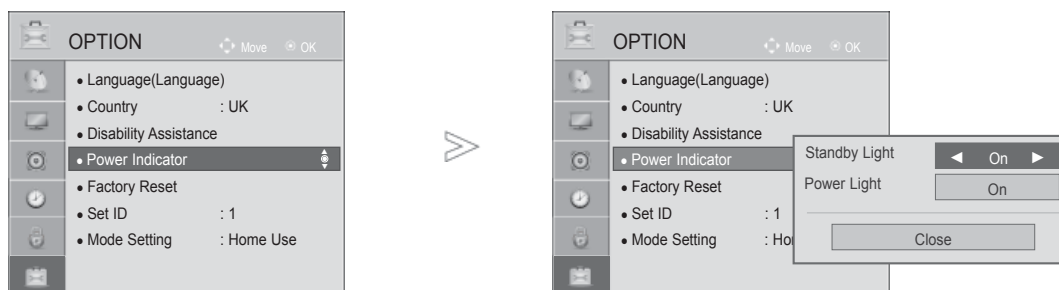 OPTION Move OK
• Language(Language)
• Country : UK
• Disability Assistance
• Power Indicator
• Factory Reset
• Set ID : 1
• Mode Setting : Home Use
OPTION Move OK
• Language(Language)
• Country : UK
• Disability Assistance
• Power Indicator
• Factory Reset
• Set ID : 1
• Mode Setting
Standby Light ◄ On ►
Power Light On
Close